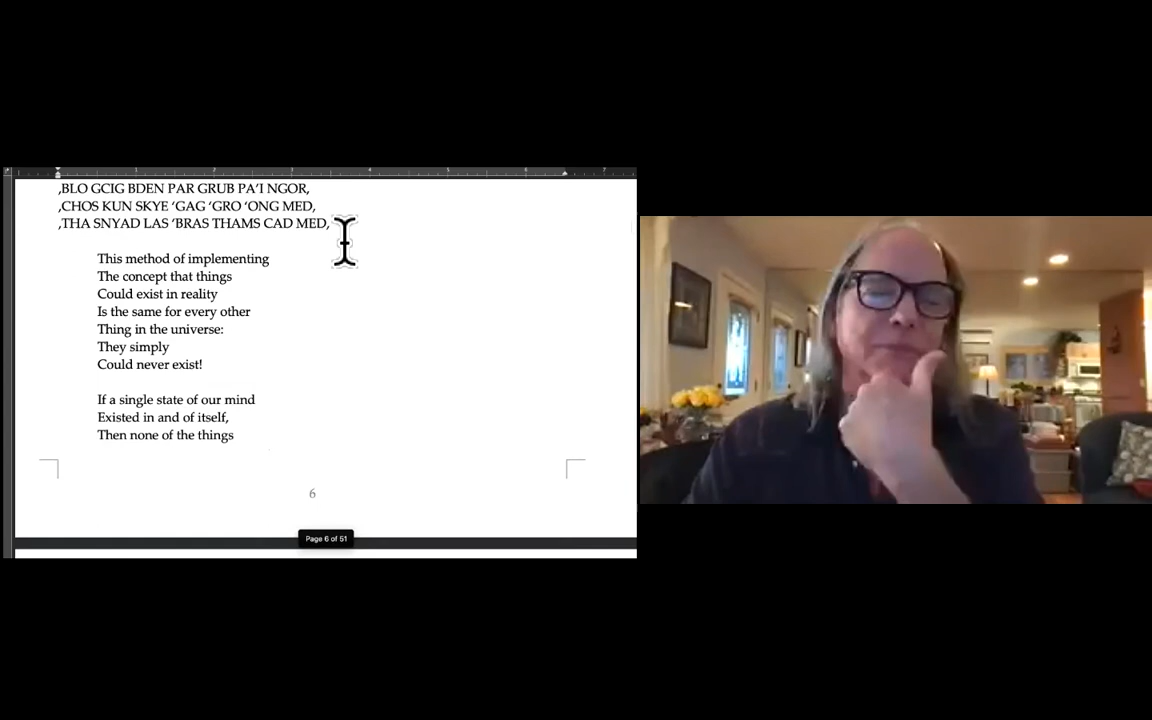 ,BLO GCIG BDEN PAR GRUB PA'I NGOR,
,CHOS KUN SKYE 'GAG 'GRO 'ONG MED,
,THA SNYAD LAS 'BRAS THAMS CAD MED,
This method of implementing
The concept that things
Could exist in reality
Is the same for every other
Thing in the universe:
They simply
Could never exist!
If a single state of our mind
Existed in and of itself,
Then none of the things
6
Page 6 of 51